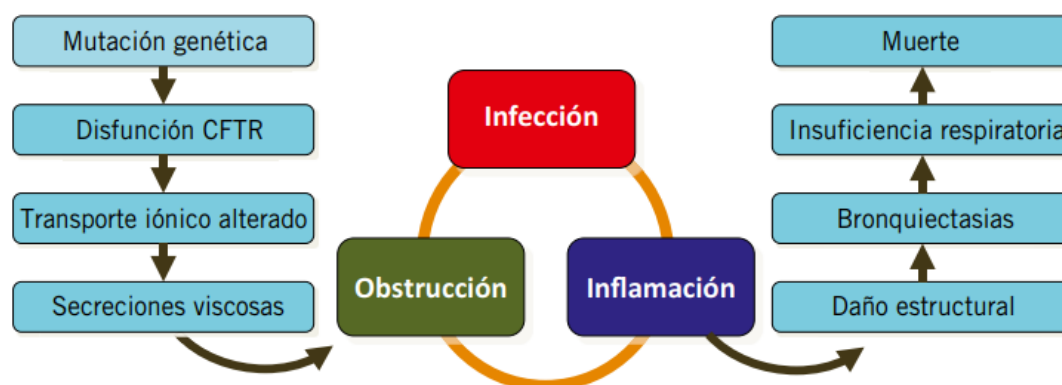 Mutación genética
Disfunción CFTR
Transporte iónico alterado
Secreciones viscosas
Infección
Obstrucción
Inflamación
Muerte
Insuficiencia respiratoria
Bronquiectasias
Daño estructural